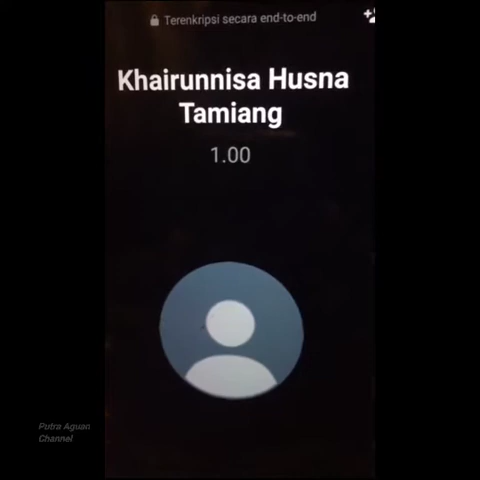 Terenkripsi secara end-to-end
Khairunnisa Husna
Tamiang
1.00
Putra Aguan
Channel